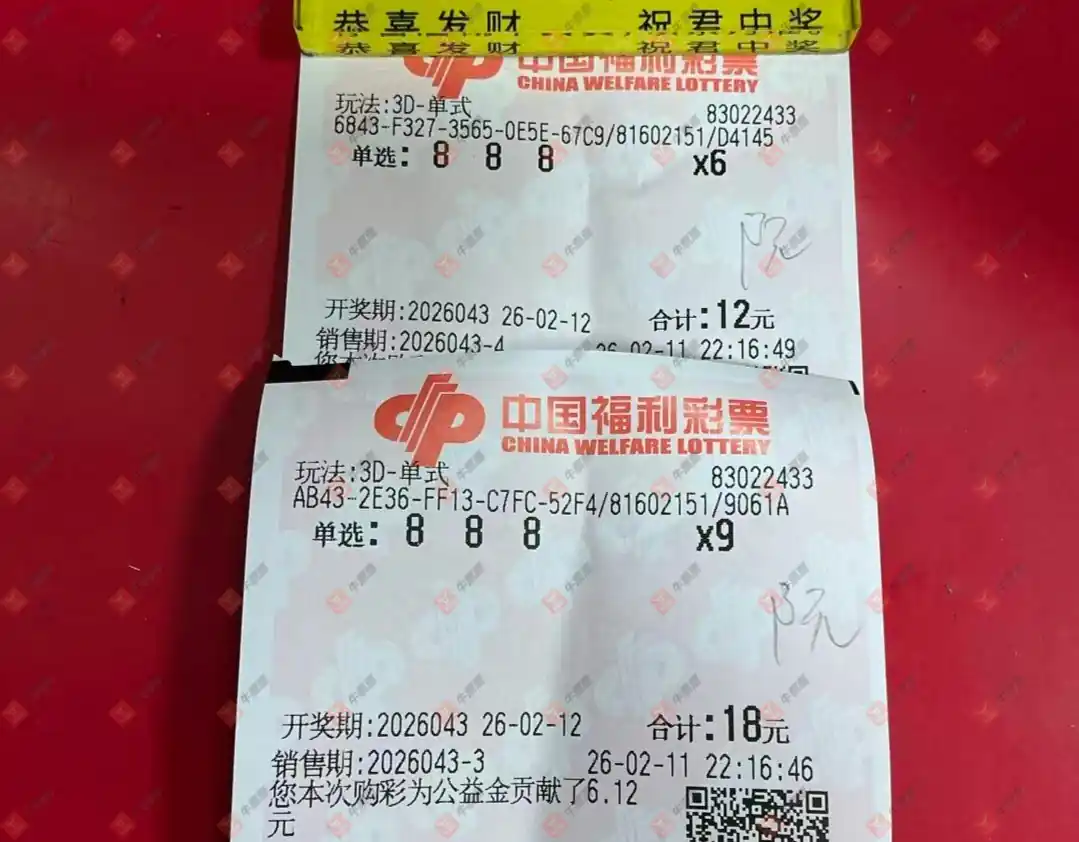 恭喜发财 祝君中奖
恭喜发财 祝君中奖
中国福利彩票
CHINA WELFARE LOTTERY
玩法:3D-单式 83022433
6843-F327-3565-0E5E-67C9/81602151/D4145
单选: 8 8 8 x6
阮
开奖期:2026043 26-02-12 合计:12元
销售期:2026043-4 26-02-11 22:16:49
您本次购
中国福利彩票
CHINA WELFARE LOTTERY
玩法:3D-单式 83022433
AB43-2E36-FF13-C7FC-52F4/81602151/9061A
单选: 8 8 8 x9
阮
开奖期:2026043 26-02-12 合计:18元
销售期:2026043-3 26-02-11 22:16:46
您本次购彩为公益金贡献了6.12
元